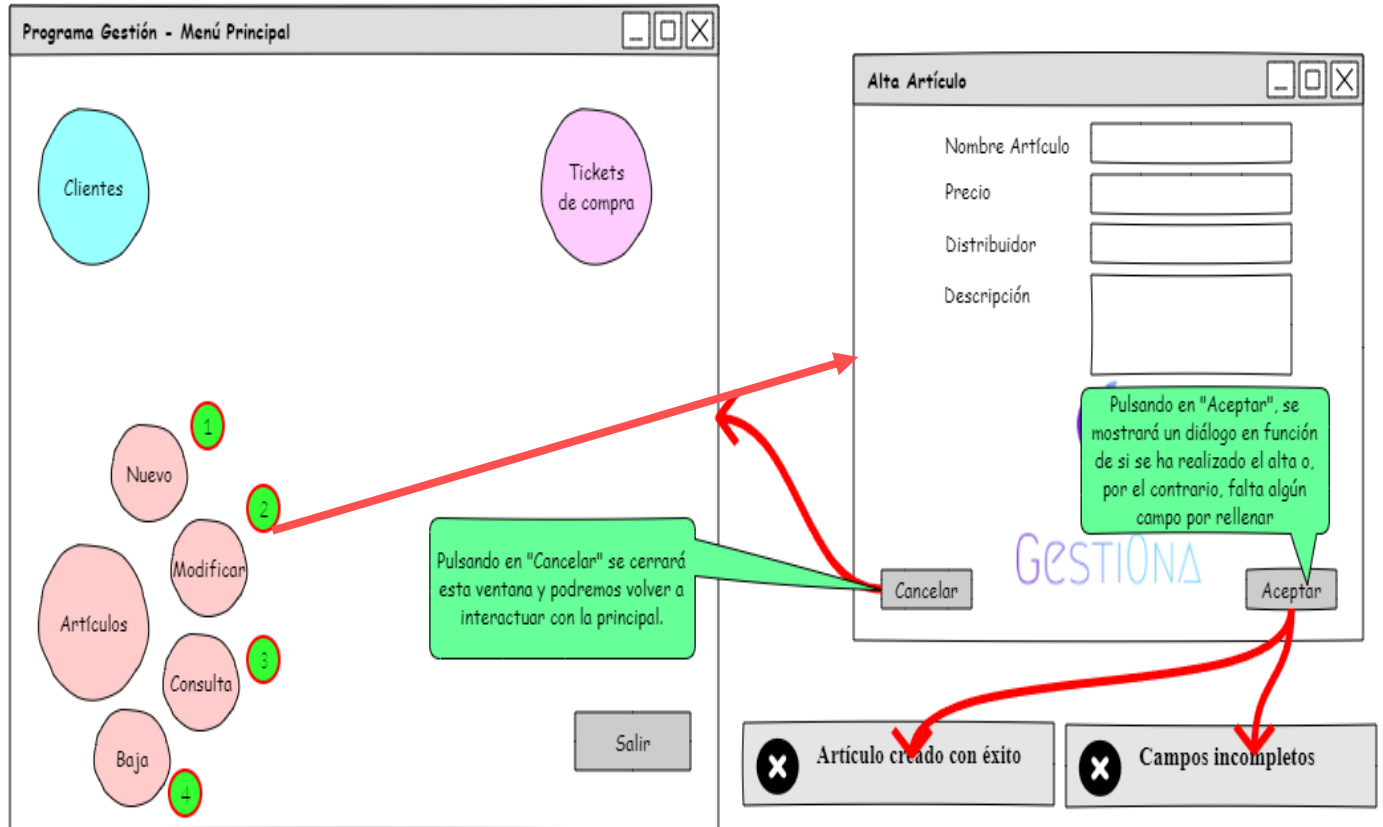 Programa Gestión - Menú Principal
Clientes
Tickets
de compra
1
Nuevo
2
Modificar
Artículos
3
Consulta
Baja
4
Pulsando en "Cancelar" se cerrará
esta ventana y podremos volver a
interactuar con la principal.
Salir
Alta Artículo
Nombre Artículo
Precio
Distribuidor
Descripción
Pulsando en "Aceptar", se
mostrará un diálogo en función
de si se ha realizado el alta o,
por el contrario, falta algún
campo por rellenar
GESTIONA
Cancelar
Aceptar
Artículo creado con éxito
Campos incompletos